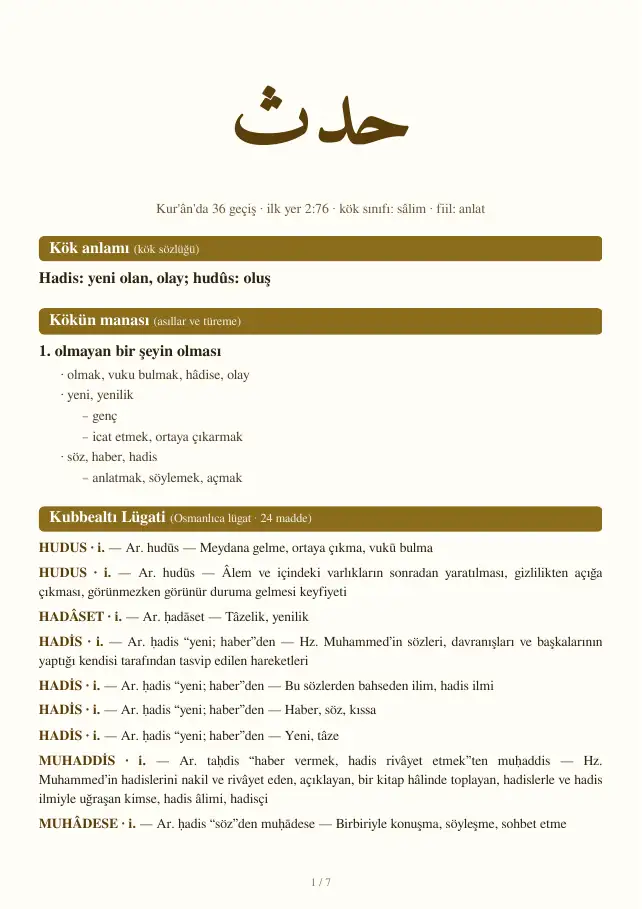 حدث
Kur'ân'da 36 geçiş · ilk yer 2:76 · kök sınıfı: sâlim · fiil: anlat
Kök anlamı (kök sözlüğü)
Hadis: yeni olan, olay; hudûs: oluş
Kökün manası (asıllar ve türeme)
1. olmayan bir şeyin olması
· olmak, vuku bulmak, hâdise, olay
· yeni, yenilik
– genç
– icat etmek, ortaya çıkarmak
· söz, haber, hadis
– anlatmak, söylemek, açmak
Kubbealtı Lügati (Osmanlıca lügat · 24 madde)
HUDUS · i. — Ar. hudūs — Meydana gelme, ortaya çıkma, vukū bulma
HUDUS · i. — Ar. hudūs — Âlem ve içindeki varlıkların sonradan yaratılması, gizlilikten açığa
çıkması, görünmezken görünür duruma gelmesi keyfiyeti
HADÂSET · i. — Ar. ḥadāset — Tâzelik, yenilik
HADİS · i. — Ar. ḥadis “yeni; haber”den — Hz. Muhammed’in sözleri, davranışları ve başkalarının
yaptığı kendisi tarafından tasvip edilen hareketleri
HADİS · i. — Ar. ḥadis “yeni; haber”den — Bu sözlerden bahseden ilim, hadis ilmi
HADİS · i. — Ar. ḥadis “yeni; haber”den — Haber, söz, kıssa
HADİS · i. — Ar. ḥadis “yeni; haber”den — Yeni, tâze
MUHADDİS · i. — Ar. taḥdis “haber vermek, hadis rivâyet etmek”ten muḥaddis — Hz.
Muhammed’in hadislerini nakil ve rivâyet eden, açıklayan, bir kitap hâlinde toplayan, hadislerle ve hadis
ilmiyle uğraşan kimse, hadis âlimi, hadisçi
MUHÂDESE · i. — Ar. ḥadis “söz”den muḥādese — Birbiriyle konuşma, söyleşme, sohbet etme
1 / 7